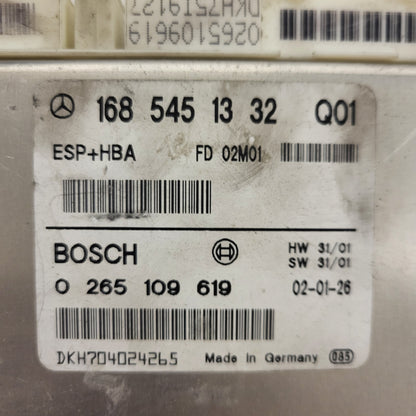 DKH75I9127
0265109619
168 545 13 32 Q01
ESP+HBA FD 02M01
BOSCH HW 31/01
SW 31/01
0 265 109 619 02-01-26
DKH704024265 Made in Germany 085